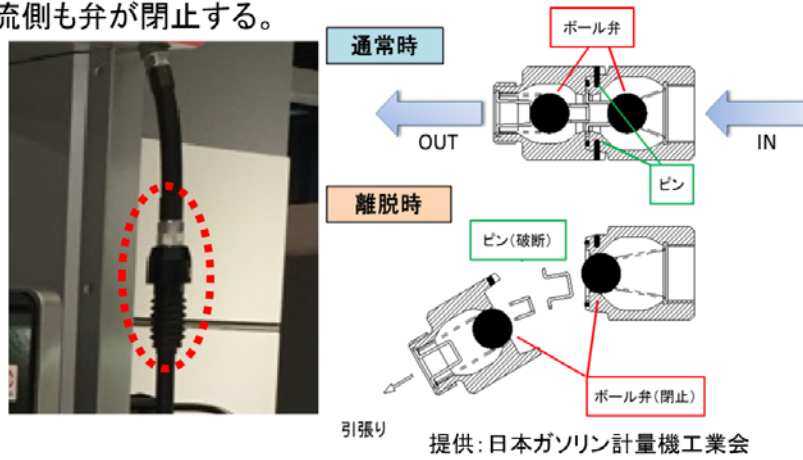 流側も弁が閉止する。
通常時
ボール弁
OUT
IN
ピン
離脱時
ピン(破断)
ボール弁(閉止)
引張り
提供:日本ガソリン計量機工業会